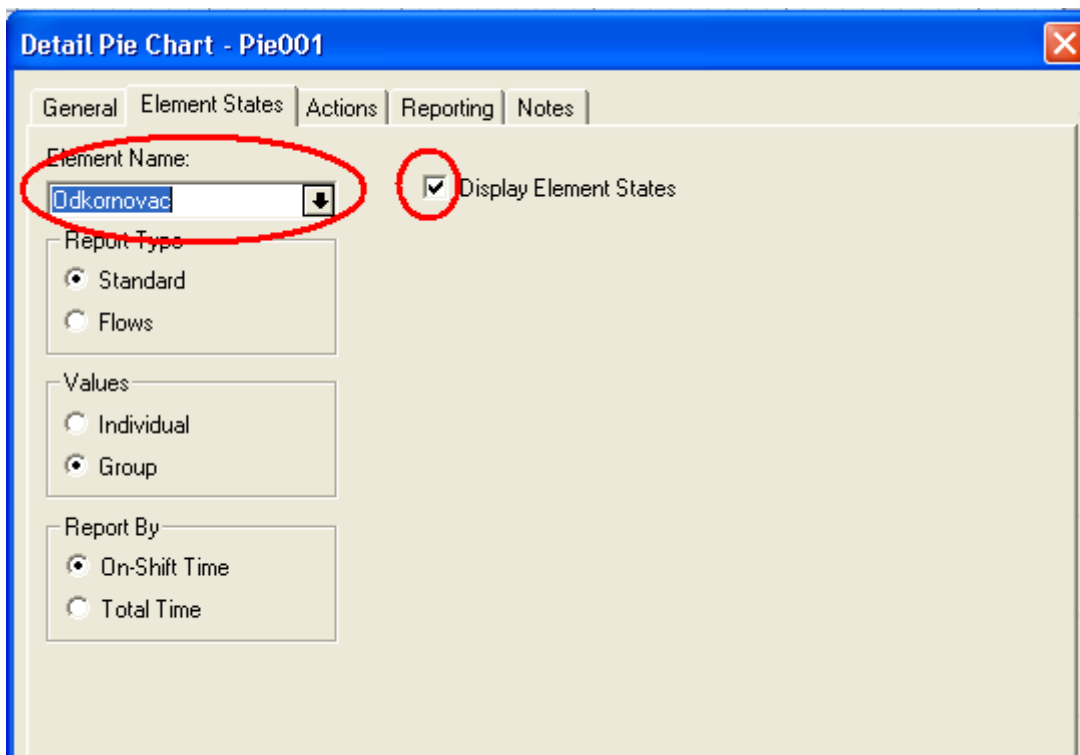 Detail Pie Chart - Pie001
General Element States Actions Reporting Notes
Element Name:
Odkornovac
Display Element States
Report Type
Standard
Flows
Values
Individual
Group
Report By
On-Shift Time
Total Time